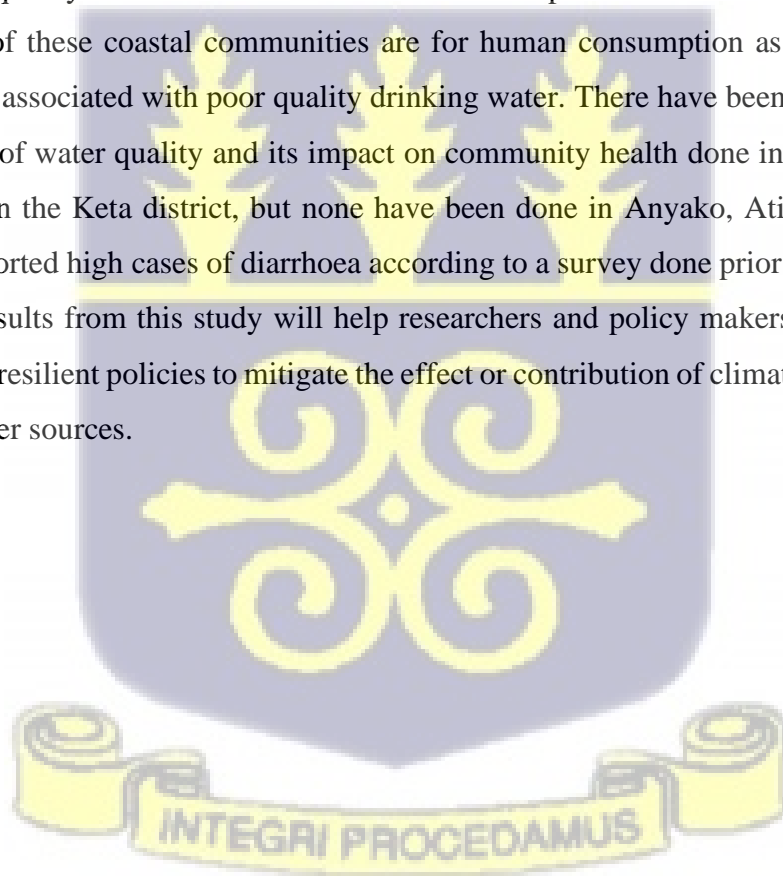 of these coastal communities are for human consumption as
associated with poor quality drinking water. There have been
of water quality and its impact on community health done in
n the Keta district, but none have been done in Anyako, Ati
orted high cases of diarrhoea according to a survey done prior
sults from this study will help researchers and policy makers
resilient policies to mitigate the effect or contribution of climat
er sources.
INTEGRI PROCEDAMUS